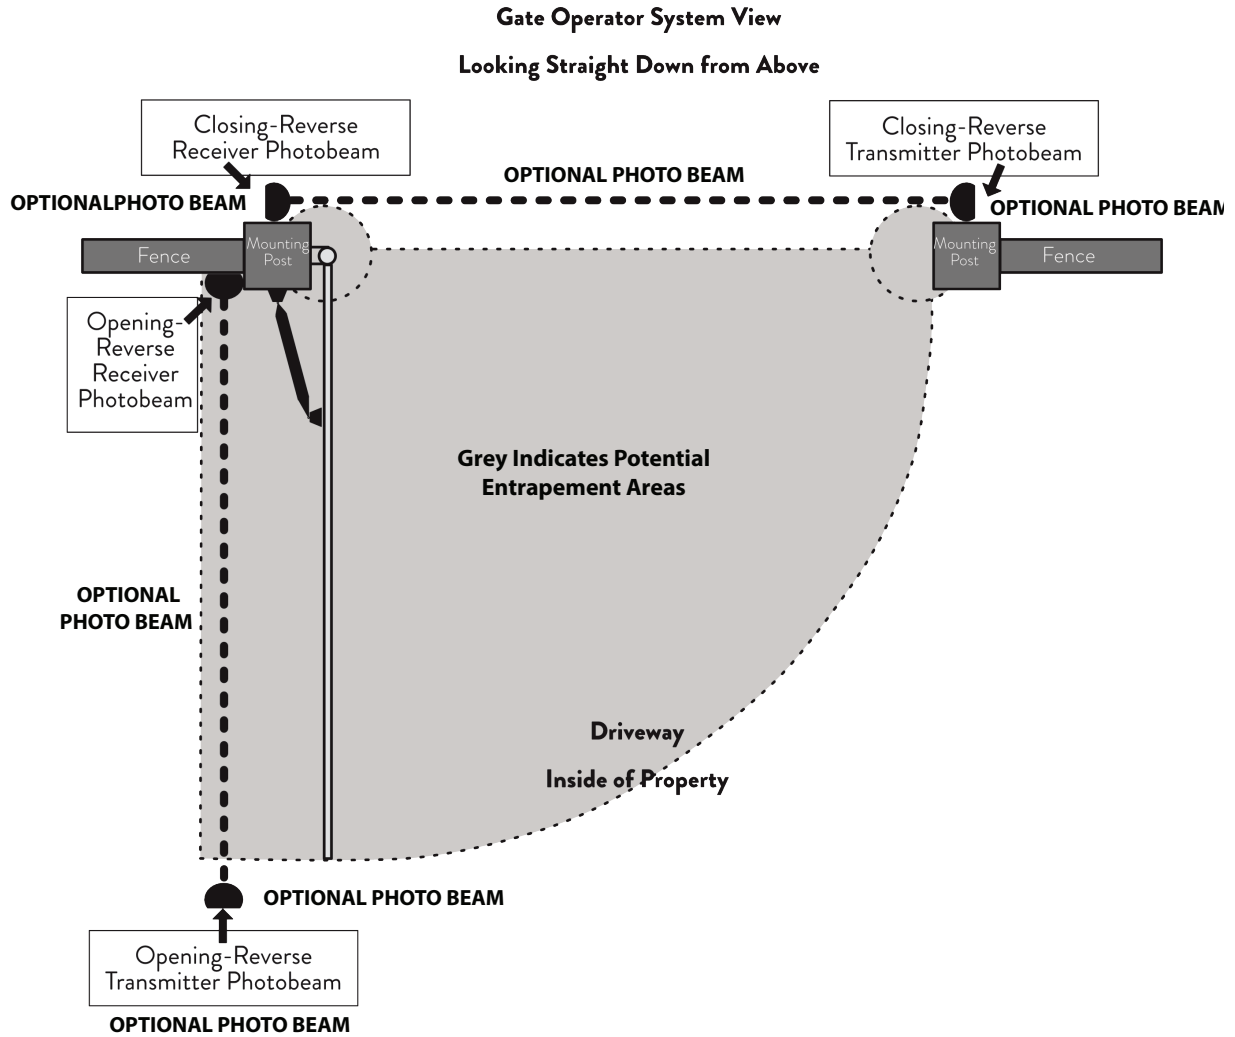 Gate Operator System View
Looking Straight Down from Above
Closing-Reverse
Receiver Photobeam
Closing-Reverse
Transmitter Photobeam
OPTIONAL PHOTO BEAM
OPTIONALPHOTO BEAM
OPTIONAL PHOTO BEAM
Fence
Mounting
Post
Mounting
Post
Fence
Opening-
Reverse
Receiver
Photobeam
Grey Indicates Potential
Entrapement Areas
OPTIONAL
PHOTO BEAM
Driveway
Inside of Property
OPTIONAL PHOTO BEAM
Opening-Reverse
Transmitter Photobeam
OPTIONAL PHOTO BEAM